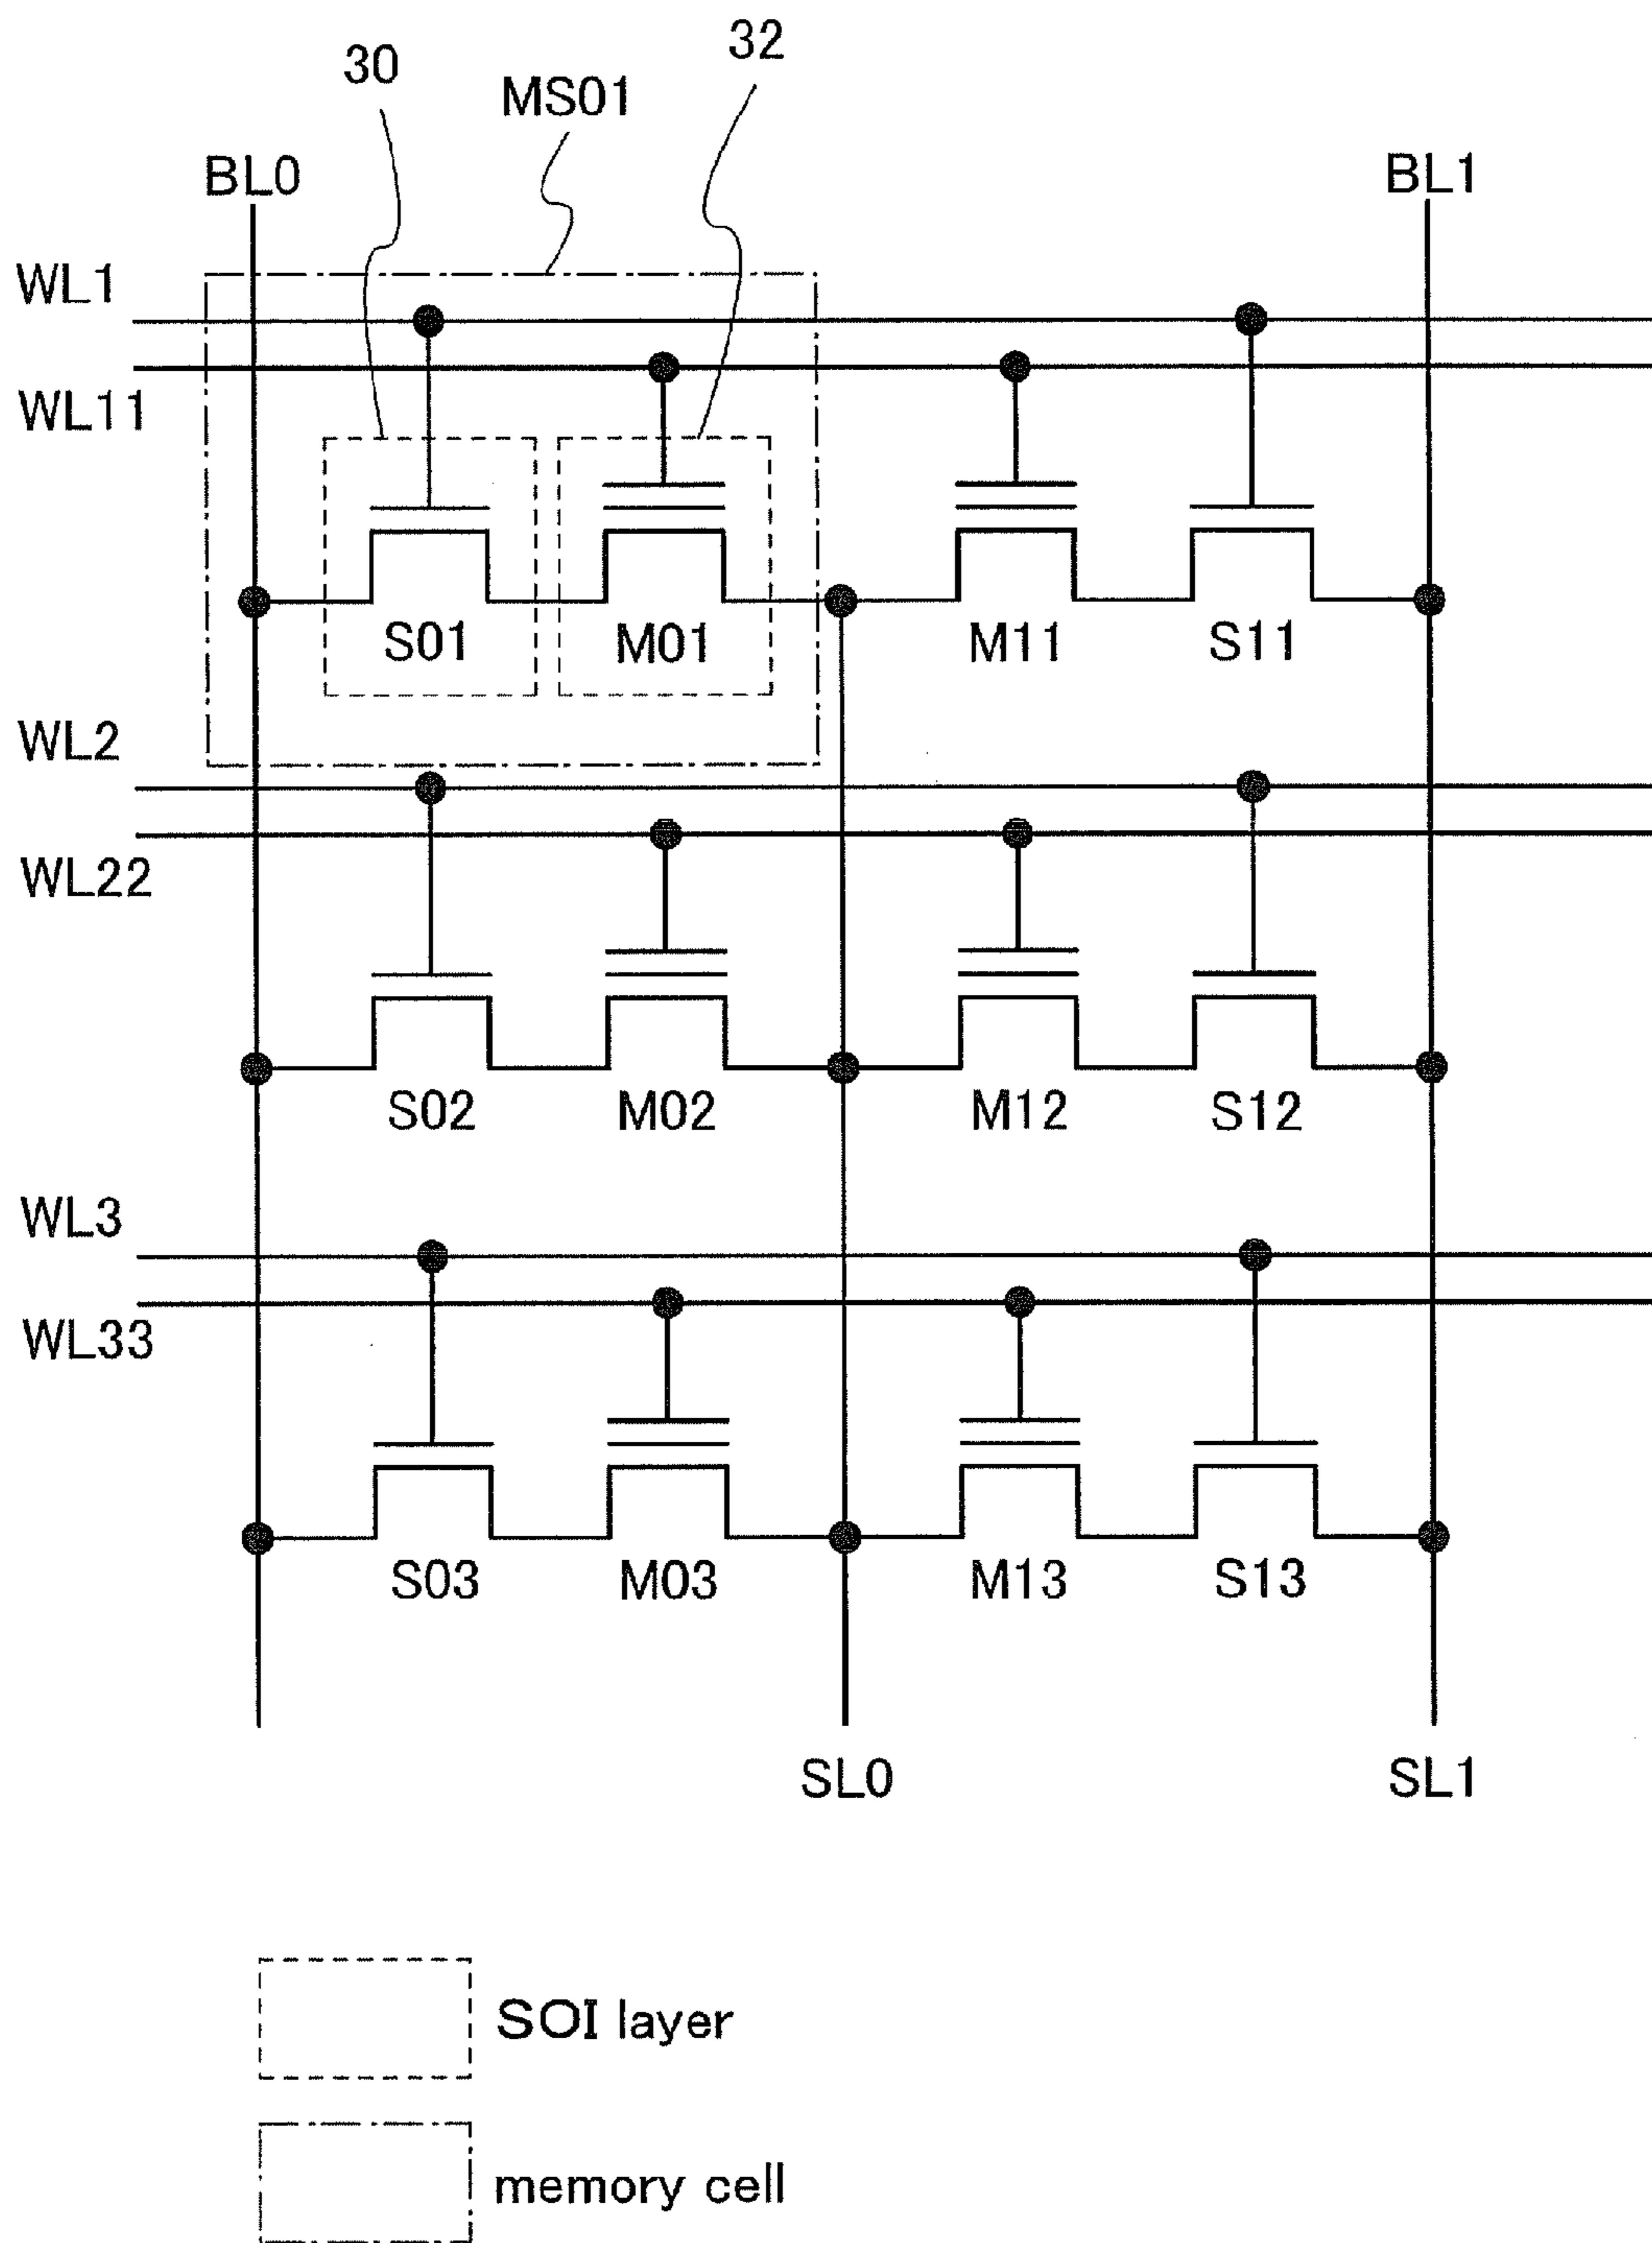 32
30
MS01
BL0
BL1
WL1
WL11
S01
M01
M11
S11
WL2
WL22
S02
M02
M12
S12
WL3
WL33
S03
M03
M13
S13
SL0
SL1
SOI layer
memory cell